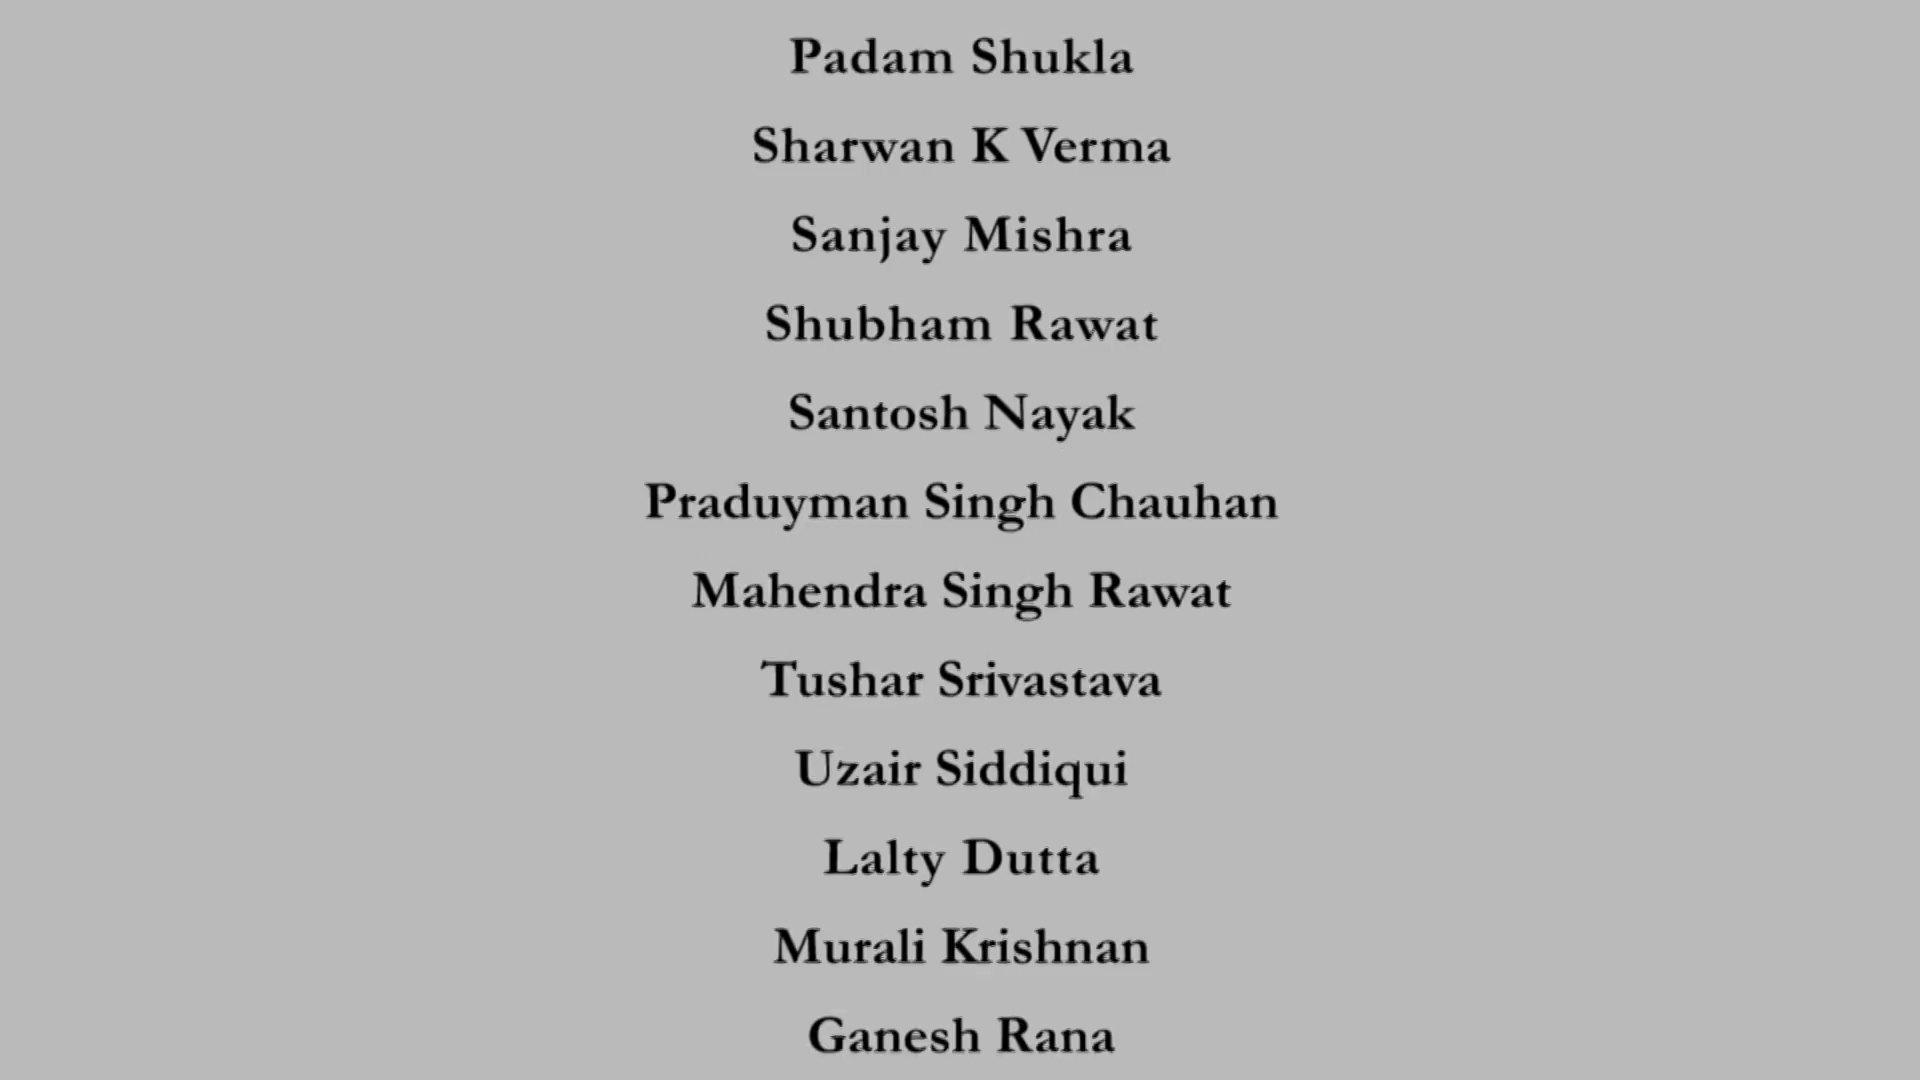 Padam Shukla
Sharwan K Verma
Sanjay Mishra
Shubham Rawat
Santosh Nayak
Praduyman Singh Chauhan
Mahendra Singh Rawat
Tushar Srivastava
Uzair Siddiqui
Lalty Dutta
Murali Krishnan
Ganesh Rana